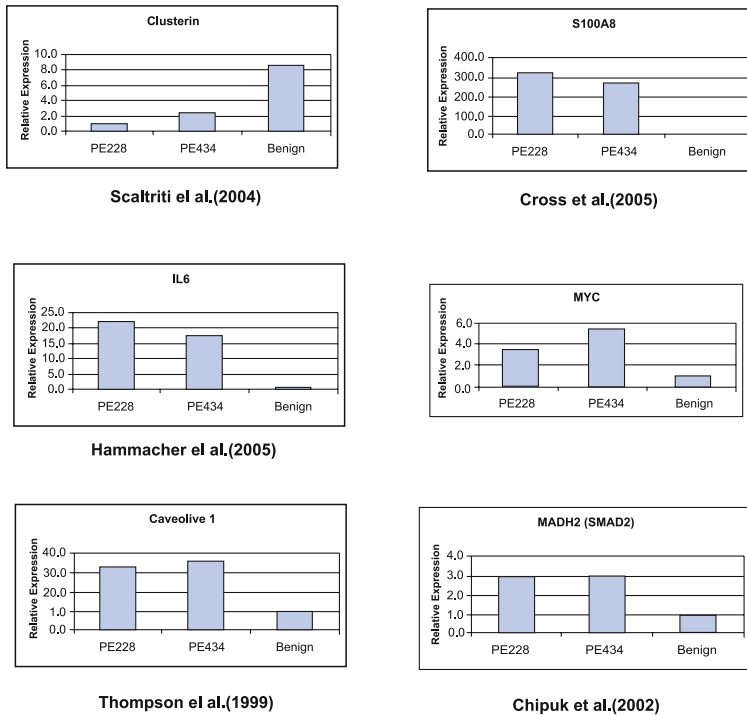 Clusterin
Relative Expression
10.0
8.0
6.0
4.0
2.0
0.0
PE228 PE434 Benign
Scaltriti el al.(2004)
S100A8
Relative Expression
400.0
300.0
200.0
100.0
0.0
PE228 PE434 Benign
Cross et al.(2005)
IL6
Relative Expression
25.0
20.0
15.0
10.0
5.0
0.0
PE228 PE434 Benign
Hammacher el al.(2005)
MYC
Relative Expression
6.0
4.0
2.0
0.0
PE228 PE434 Benign
Caveolive 1
Relative Expression
40.0
30.0
20.0
1.0
0.0
PE228 PE434 Benign
Thompson el al.(1999)
MADH2 (SMAD2)
Relative Expression
4.0
3.0
2.0
1.0
0.0
PE228 PE434 Benign
Chipuk et al.(2002)